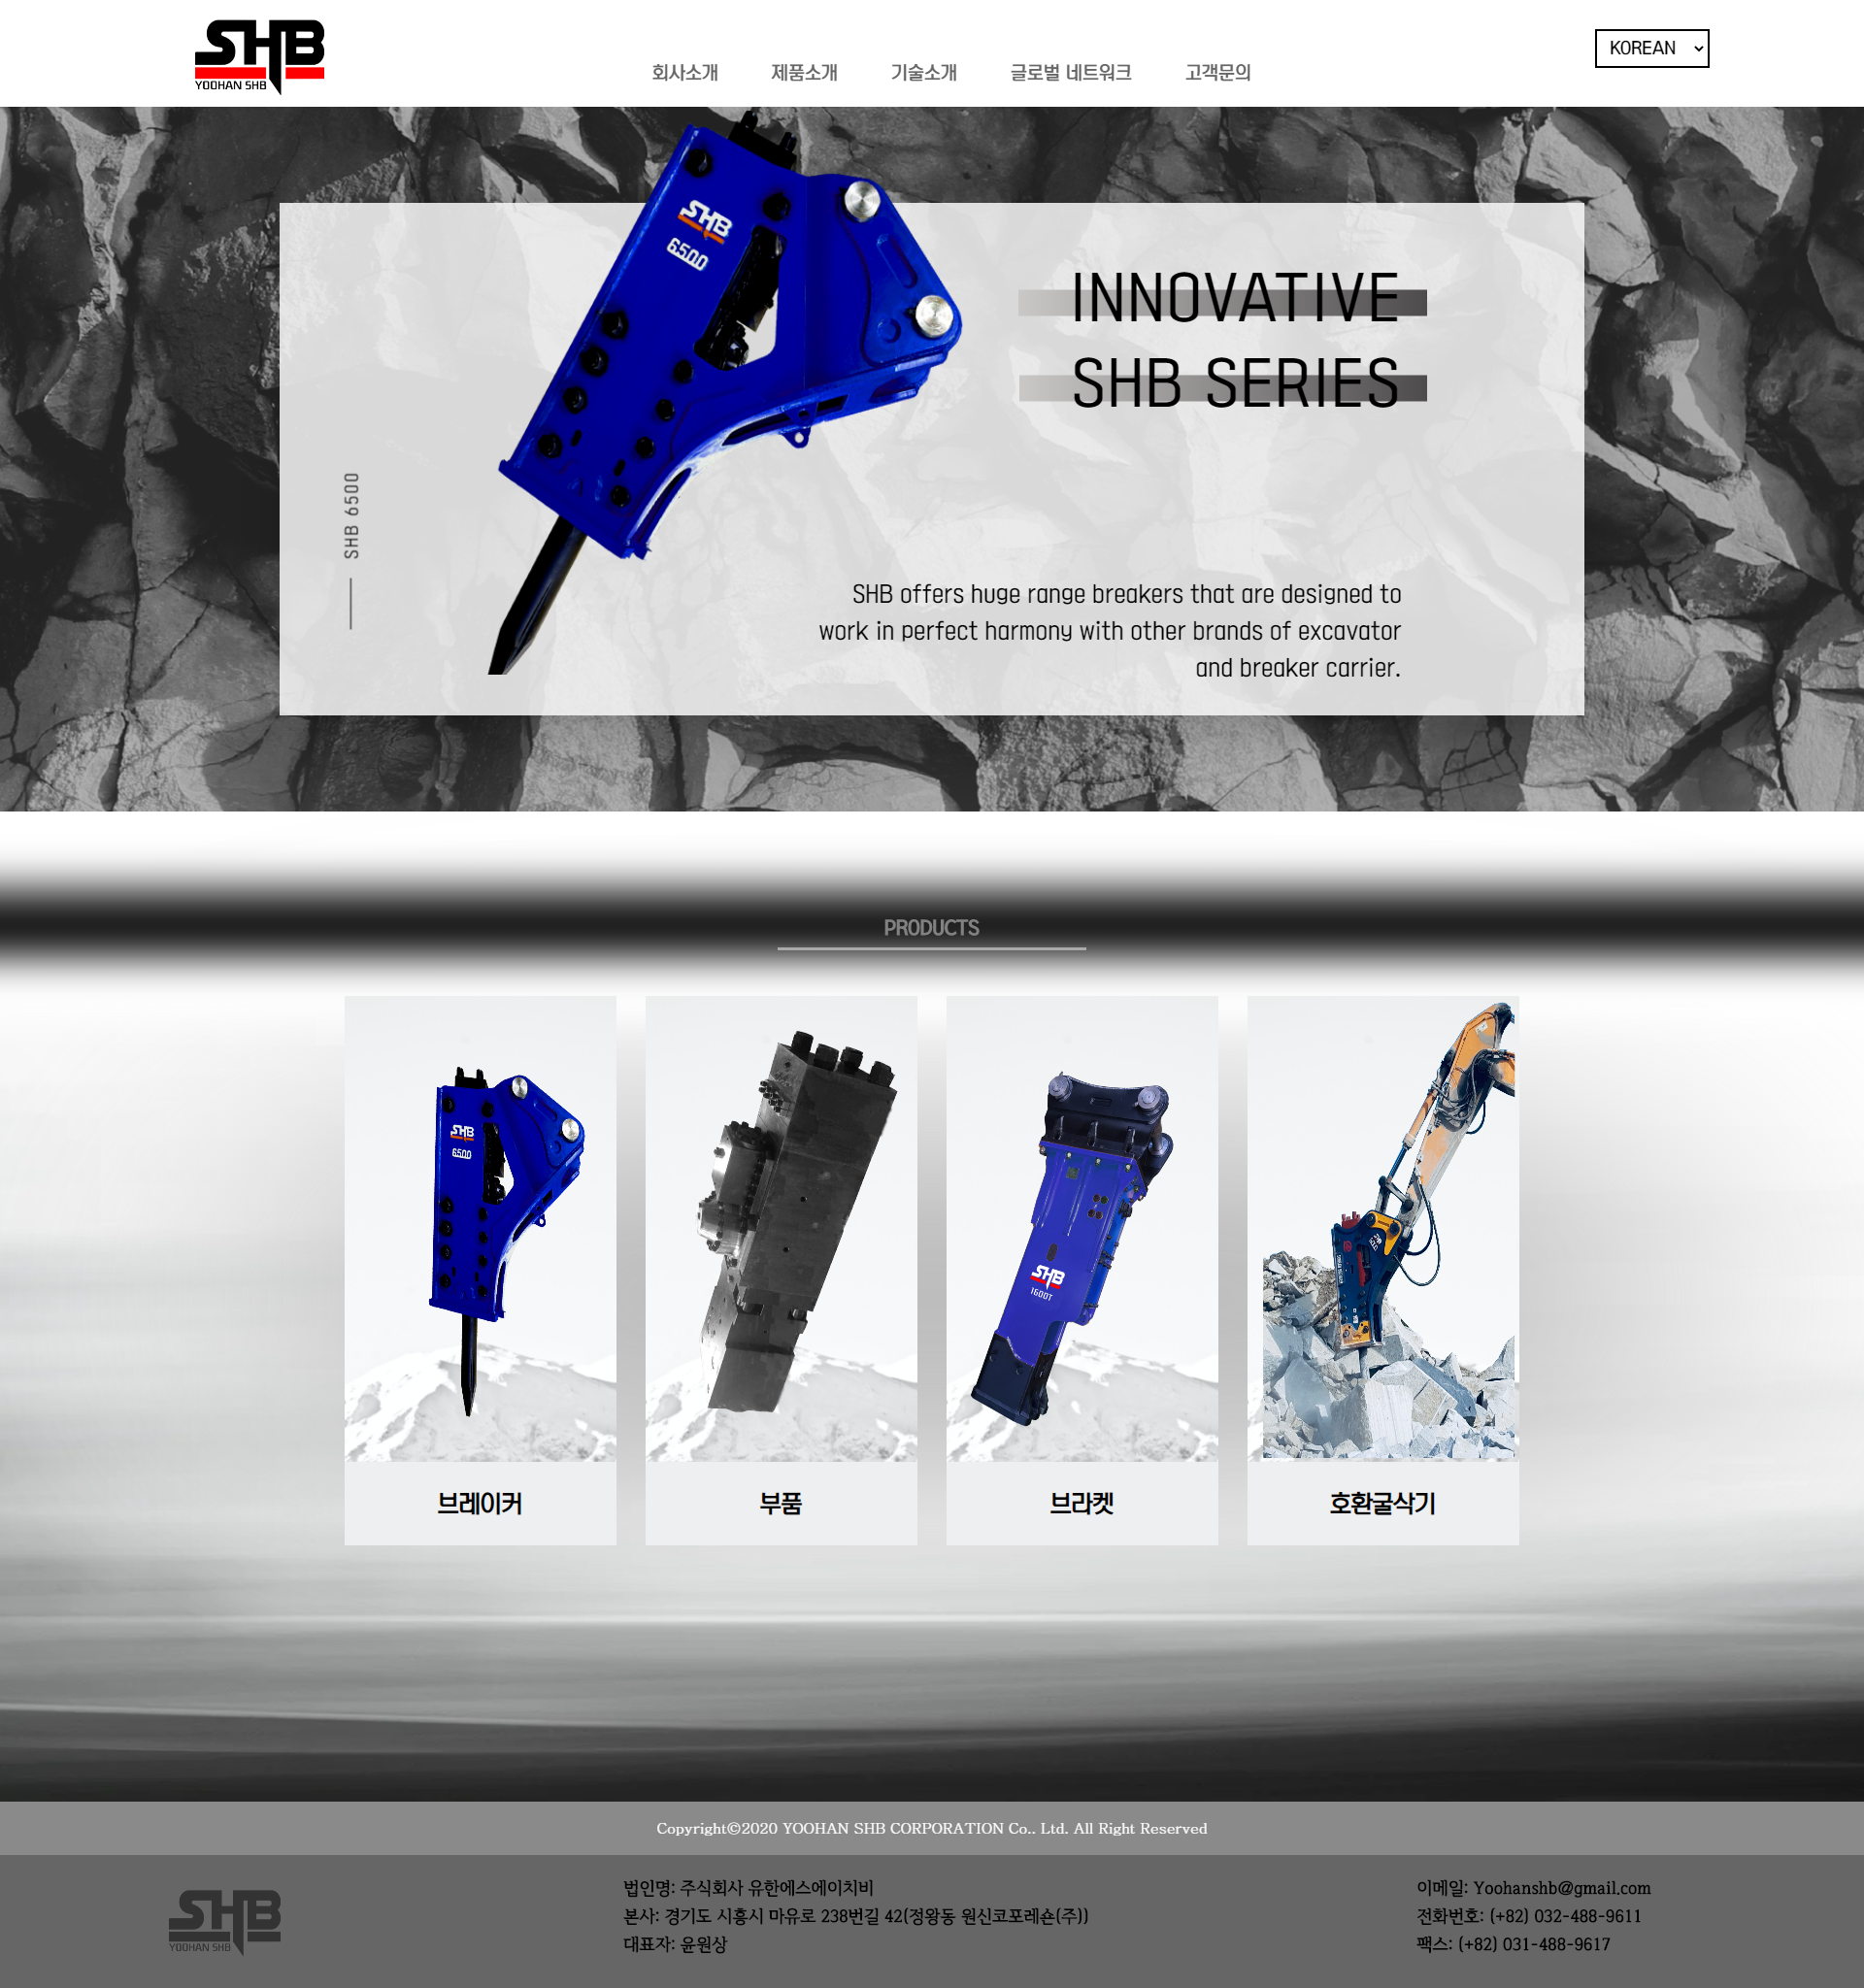 SHB
YOOHAN SHB
회사소개 제품소개 기술소개 글로벌 네트워크 고객문의
KOREAN
SHB
6500
INNOVATIVE
SHB SERIES
SHB 6500
SHB offers huge range breakers that are designed to
work in perfect harmony with other brands of excavator
and breaker carrier.
PRODUCTS
SHB
6500
SHB
1600T
브레이커
부품
브라켓
호환굴삭기
Copyright©2020 YOOHAN SHB CORPORATION Co.. Ltd. All Right Reserved
SHB
YOOHAN SHB
법인명: 주식회사 유한에스에이치비
본사: 경기도 시흥시 마유로 238번길 42(정왕동 원신코포레숀(주))
대표자: 윤원상
이메일: Yoohanshb@gmail.com
전화번호: (+82) 032-488-9611
팩스: (+82) 031-488-9617